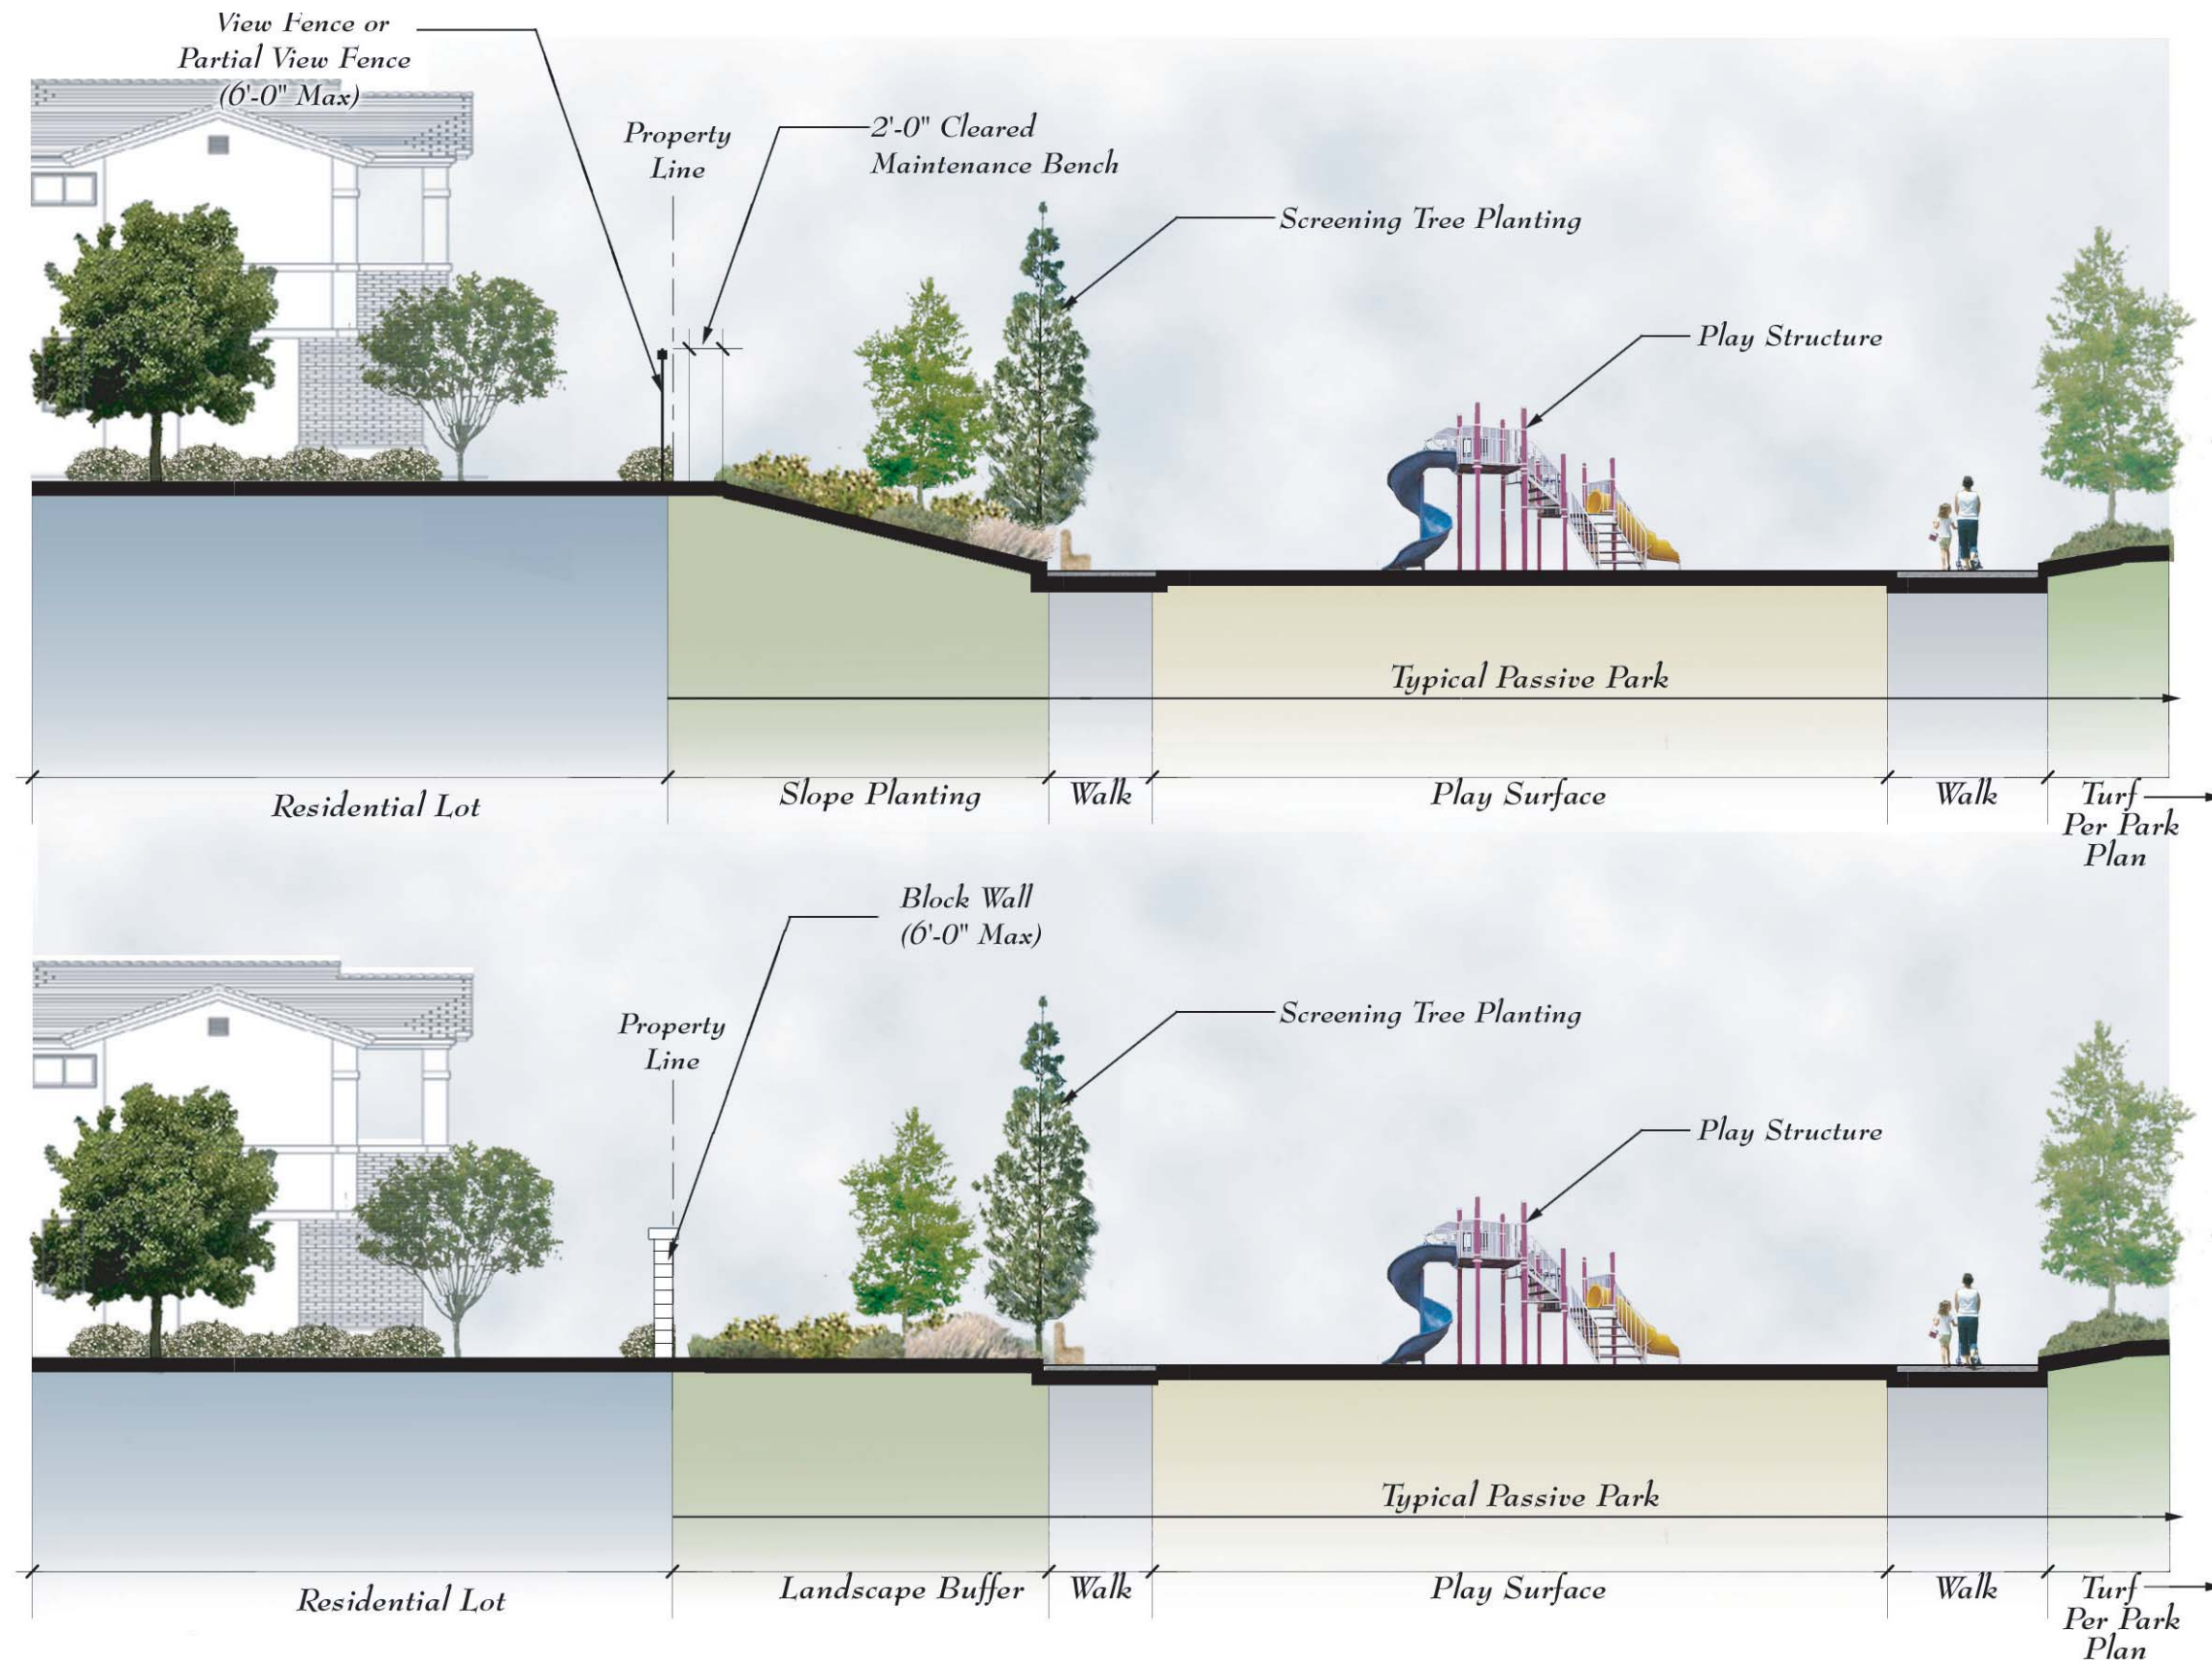 View Fence or
Partial View Fence
(6'-0" Max)
Property
Line
2'-0" Cleared
Maintenance Bench
Screening Tree Planting
Play Structure
Typical Passive Park
Residential Lot
Slope Planting
Walk
Play Surface
Walk
Turf
Per Park
Plan
Block Wall
(6'-0" Max)
Property
Line
Screening Tree Planting
Play Structure
Typical Passive Park
Residential Lot
Landscape Buffer
Walk
Play Surface
Walk
Turf
Per Park
Plan